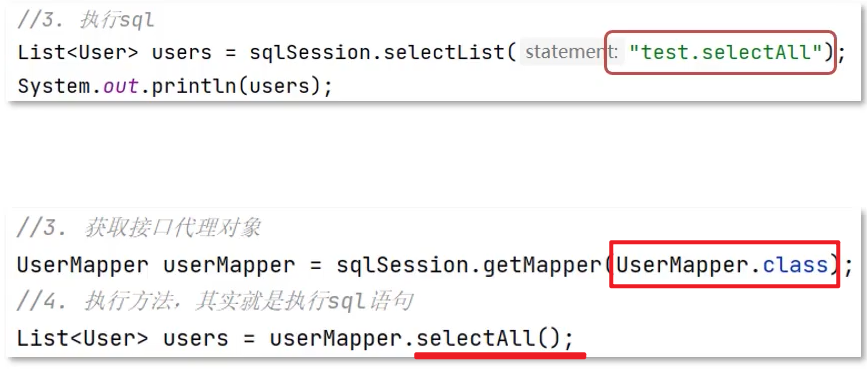 //3. 执行sql
List<User> users = sqlSession.selectList( statement: "test.selectAll");
System.out.println(users);
//3. 获取接口代理对象
UserMapper userMapper = sqlSession.getMapper(UserMapper.class);
//4. 执行方法，其实就是执行sql语句
List<User> users = userMapper.selectAll();